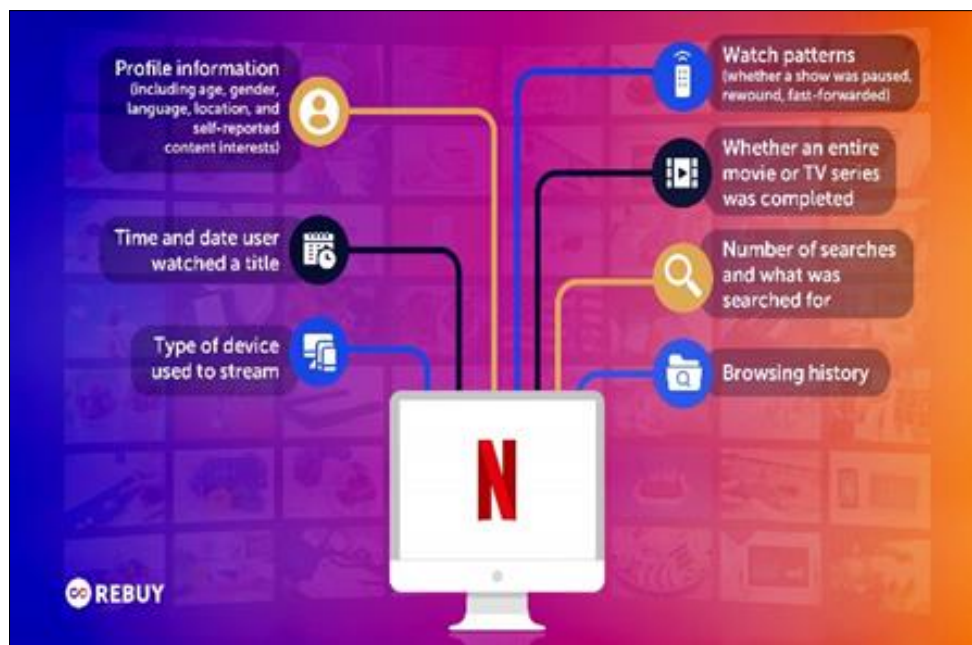 Profile information
(including age, gender,
language, location, and
self-reported
content interests)
Time and date user
watched a title
Type of device
used to stream
Watch patterns
(whether a show was paused,
rewound, fast-forwarded)
Whether an entire
movie or TV series
was completed
Number of searches
and what was
searched for
Browsing history
N
REBUY